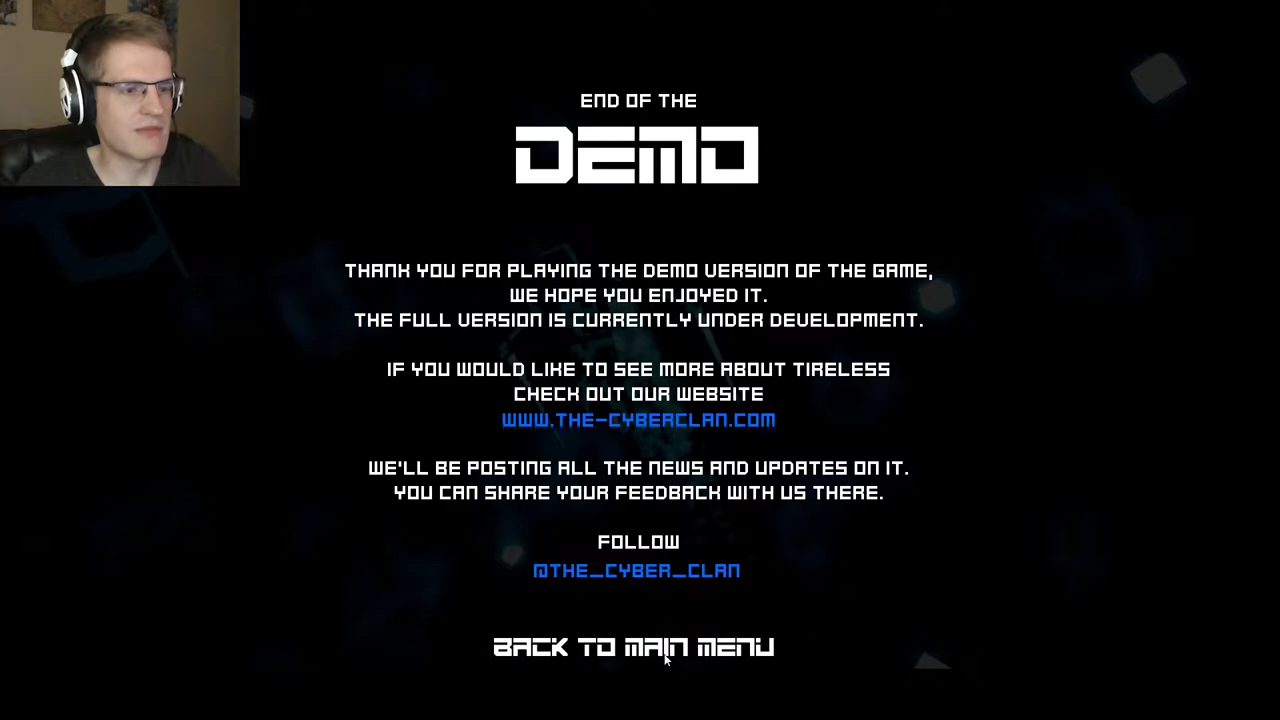 END OF THE
DEMO
THANK YOU FOR PLAYING THE DEMO VERSION OF THE GAME,
WE HOPE YOU ENJOYED IT.
THE FULL VERSION IS CURRENTLY UNDER DEVELOPMENT.
IF YOU WOULD LIKE TO SEE MORE ABOUT TIRELESS
CHECK OUT OUR WEBSITE
WWW.THE-CYBERCLAN.COM
WE'LL BE POSTING ALL THE NEWS AND UPDATES ON IT.
YOU CAN SHARE YOUR FEEDBACK WITH US THERE.
FOLLOW
@THE_CYBER_CLAN
BACK TO MAIN MENU